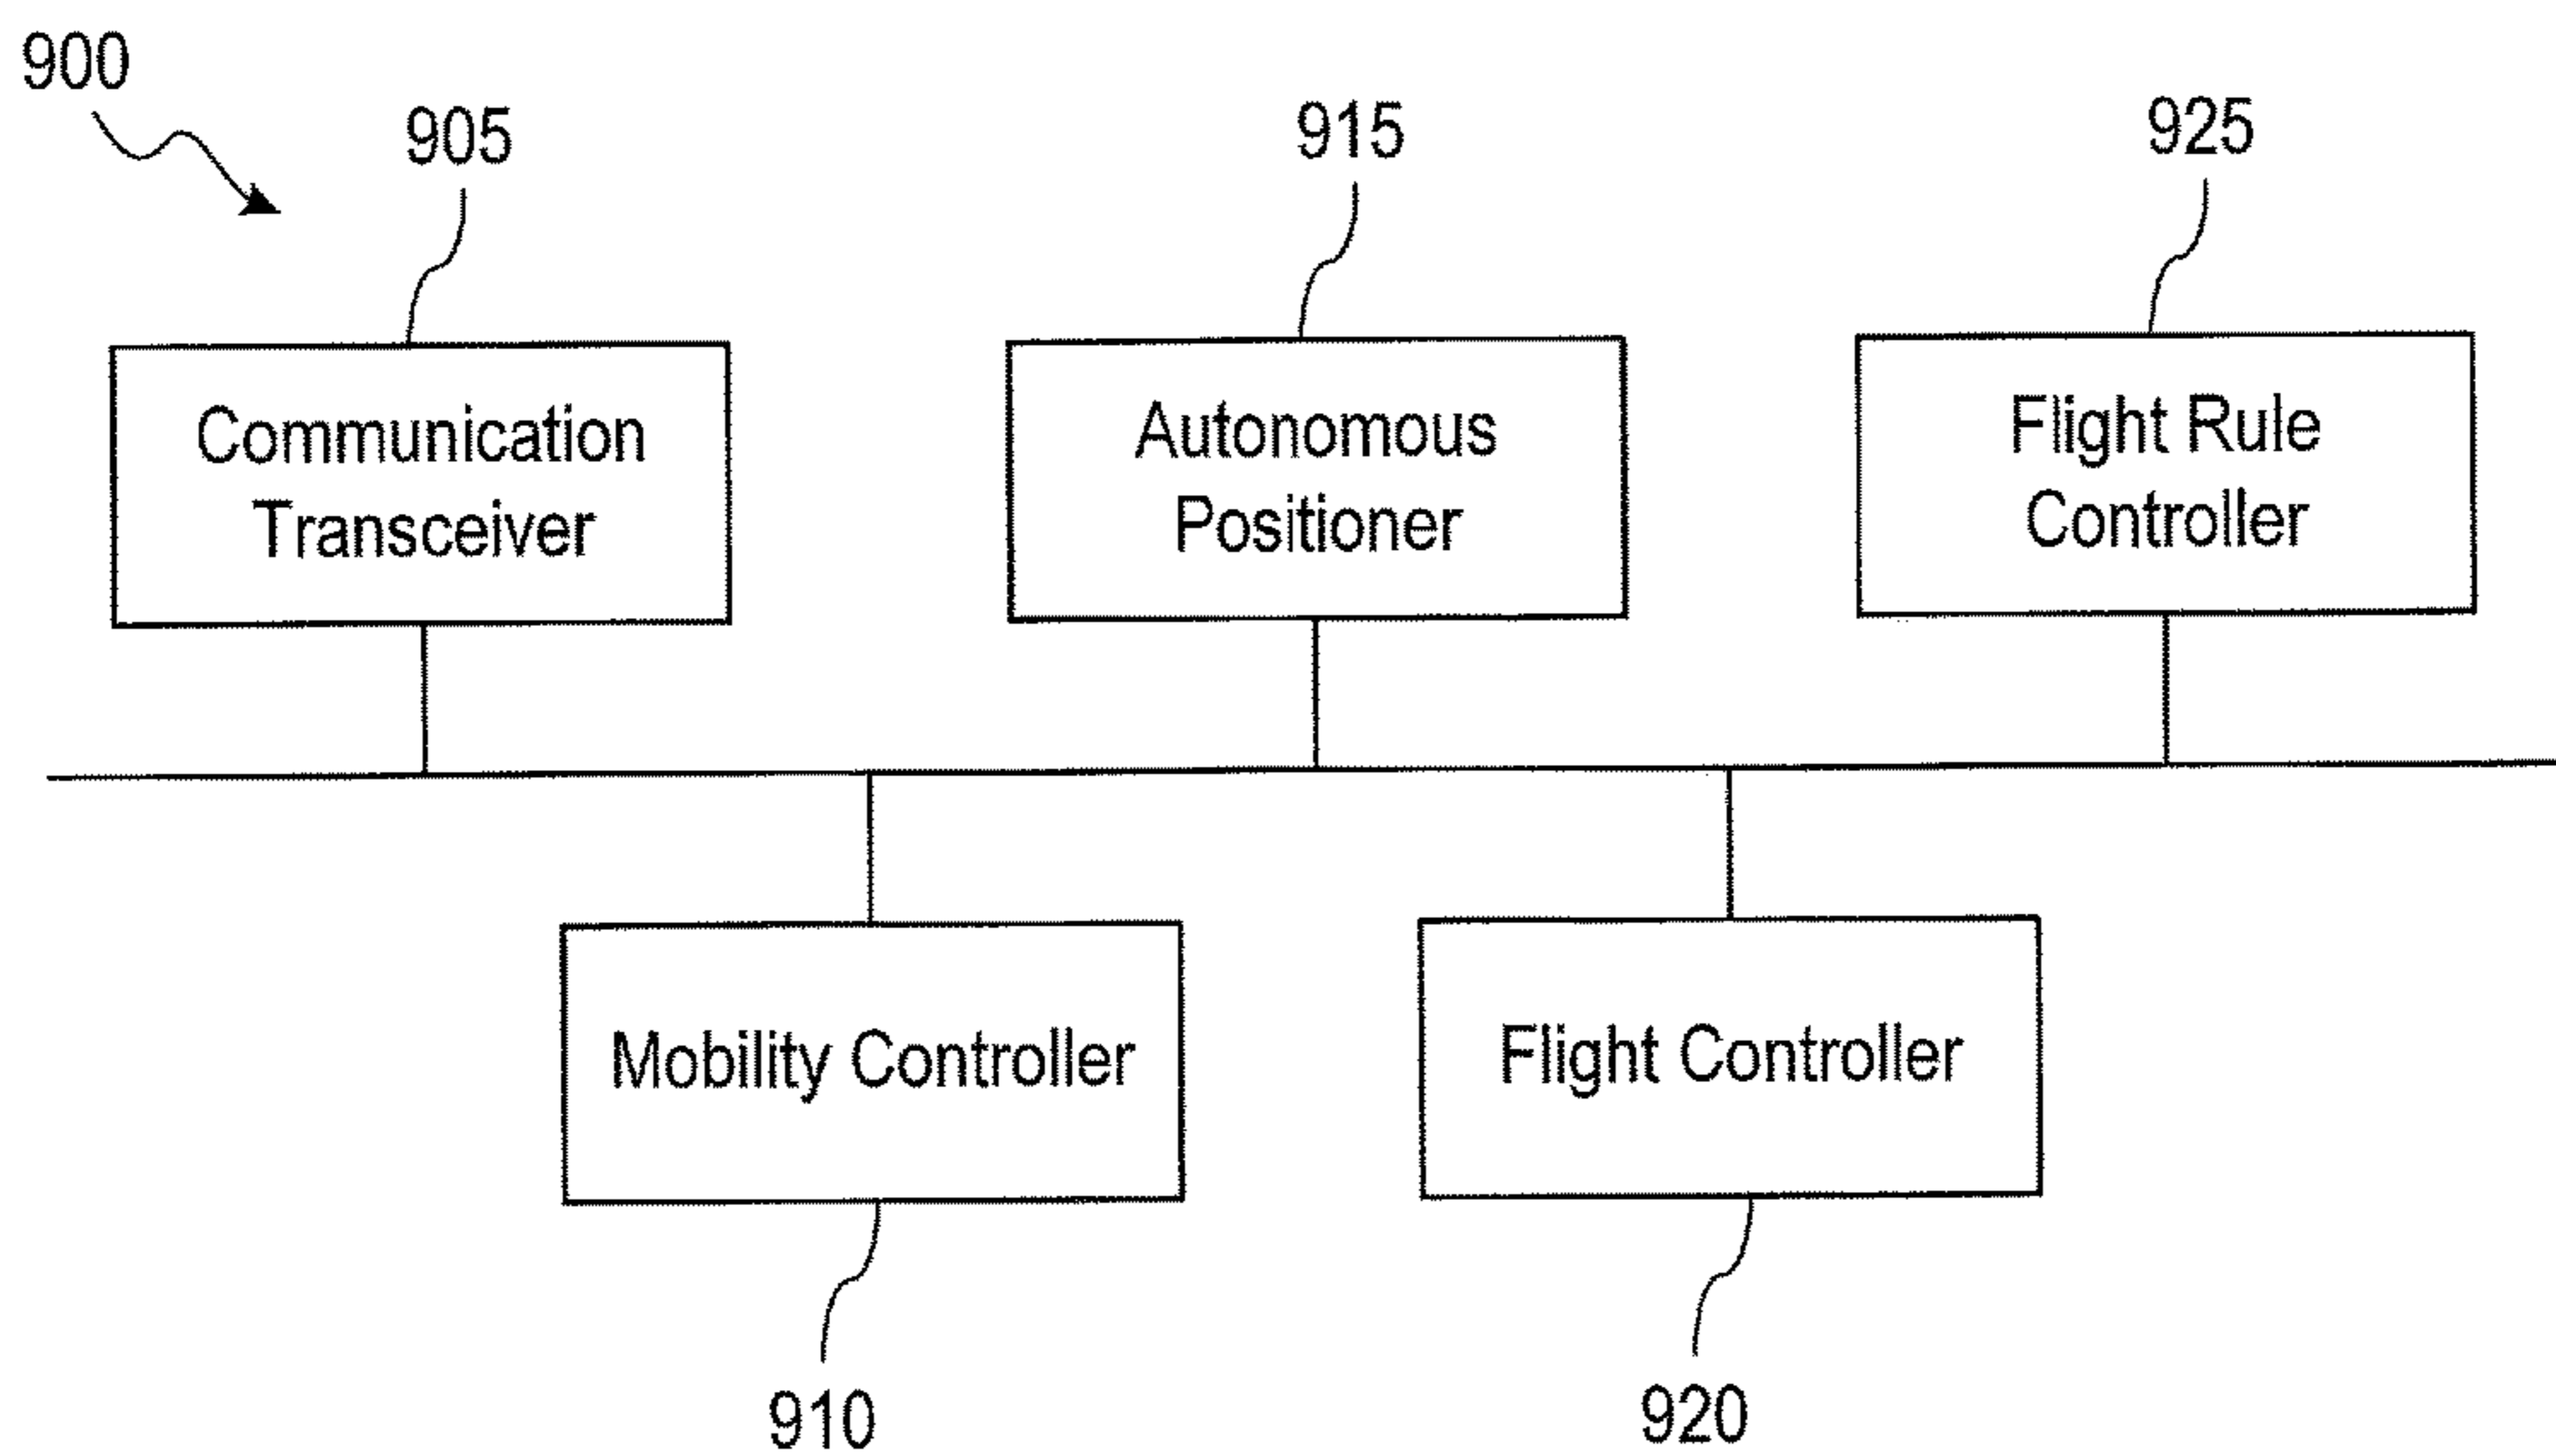 900
905
915
925
Communication
Transceiver
Autonomous
Positioner
Flight Rule
Controller
Mobility Controller
Flight Controller
910
920